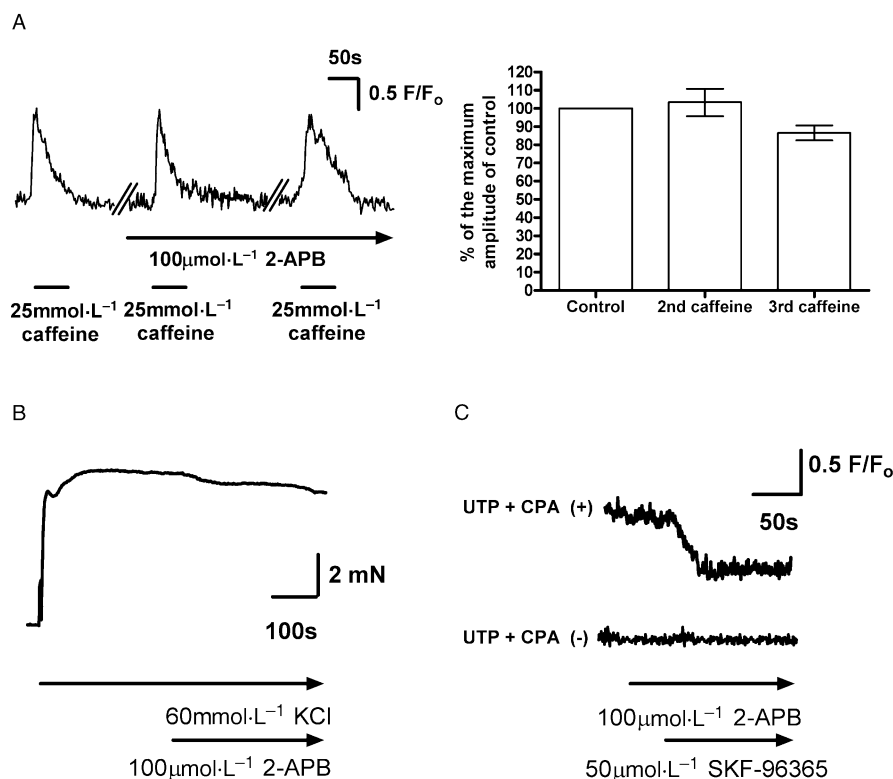 A
50s
0.5 F/Fo
100μmol·L⁻¹ 2-APB
25mmol·L⁻¹ 25mmol·L⁻¹ 25mmol·L⁻¹
caffeine caffeine caffeine
% of the maximum
amplitude of control
120
110
100
90
80
70
60
50
40
30
20
10
0
Control 2nd caffeine 3rd caffeine
B
2 mN
100s
60mmol·L⁻¹ KCl
100μmol·L⁻¹ 2-APB
C
0.5 F/Fo
UTP + CPA (+)
50s
UTP + CPA (-)
100μmol·L⁻¹ 2-APB
50μmol·L⁻¹ SKF-96365